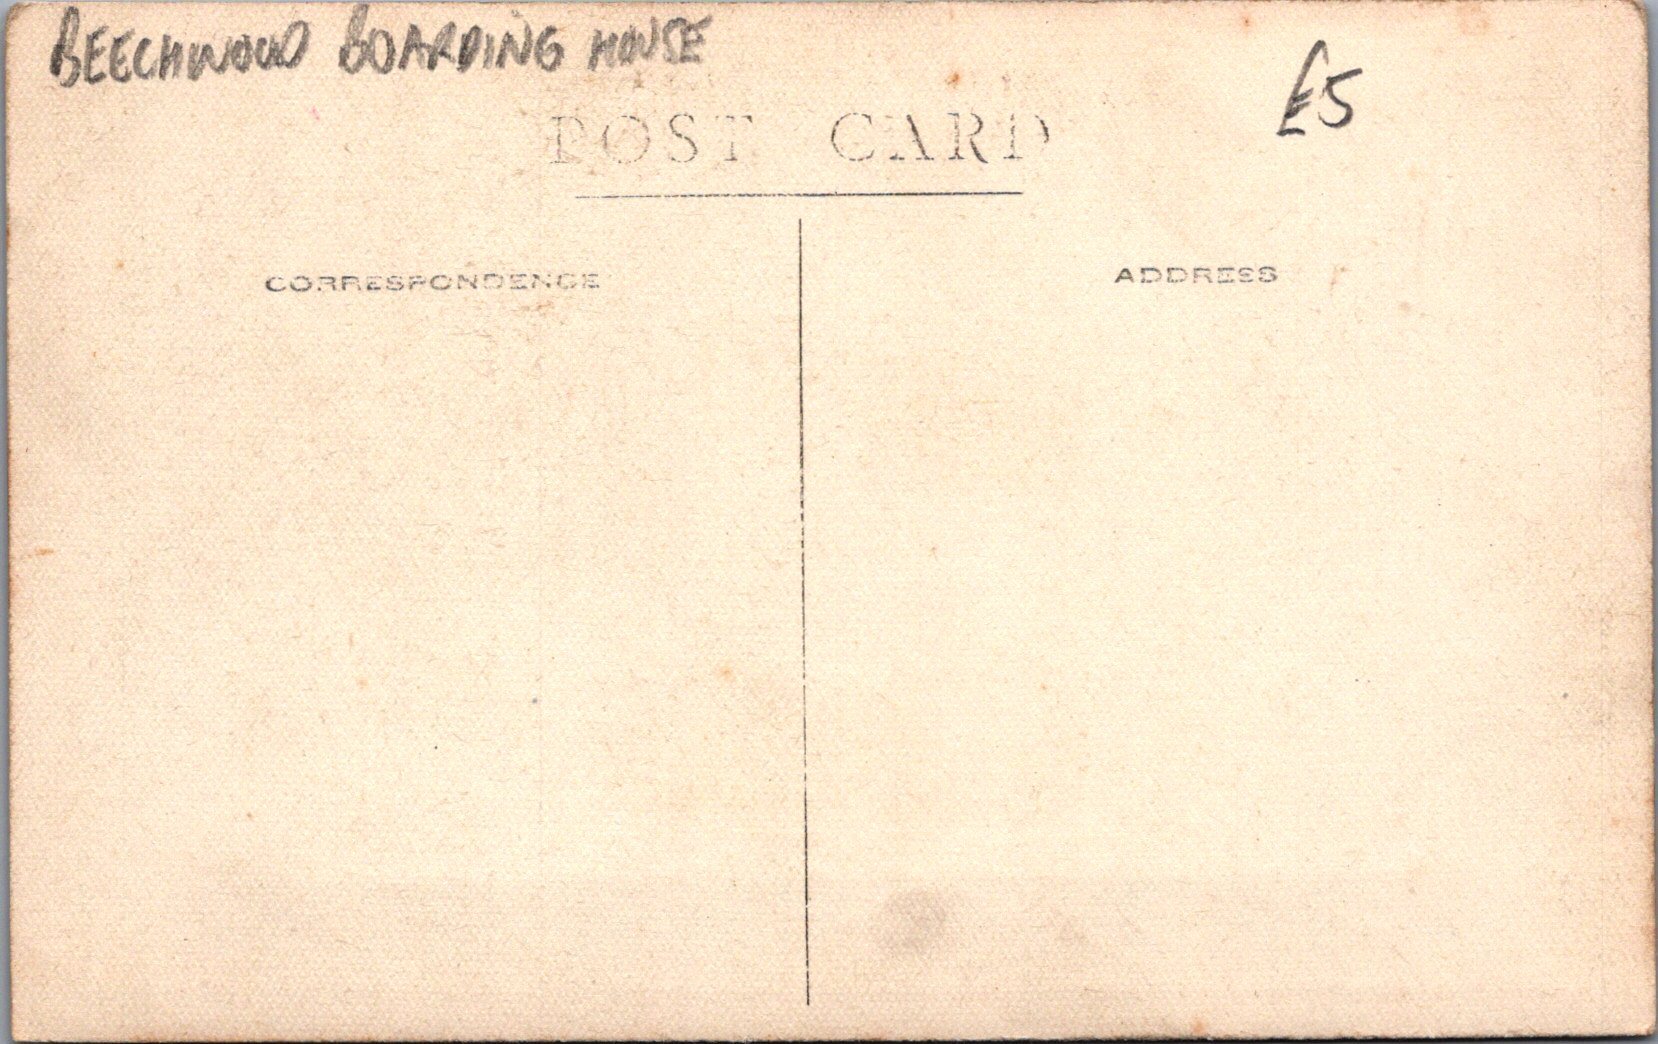 BEECHWOOD BOARDING HOUSE
£5
POST CARD
CORRESPONDENCE
ADDRESS